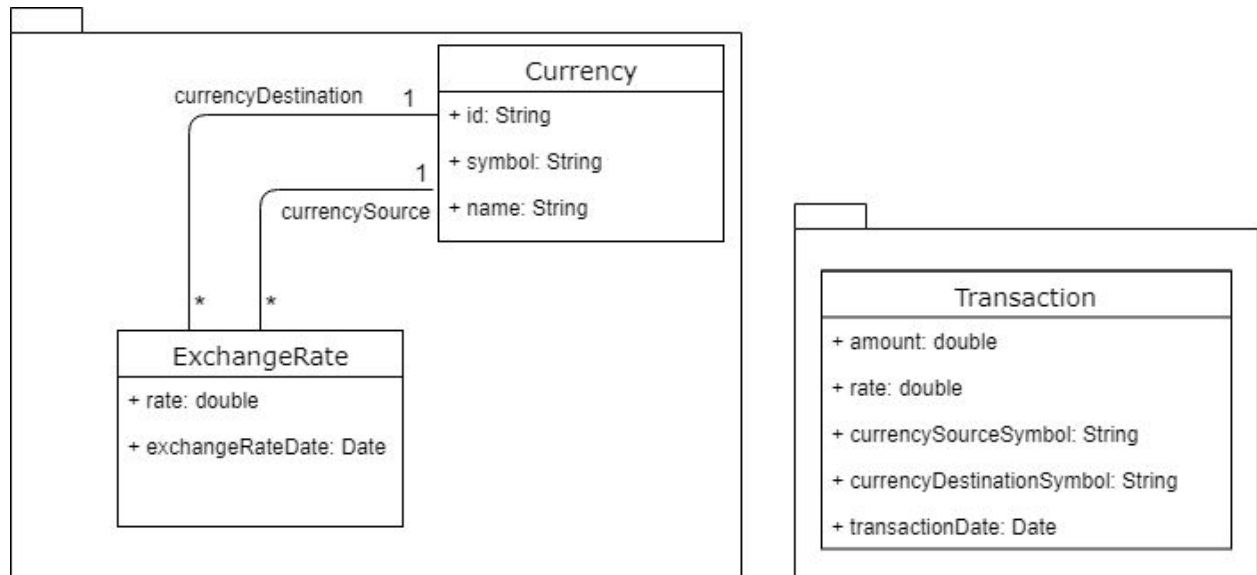 Currency
currencyDestination 1
+ id: String
+ symbol: String
1
currencySource
+ name: String
* *
ExchangeRate
+ rate: double
+ exchangeRateDate: Date
Transaction
+ amount: double
+ rate: double
+ currencySourceSymbol: String
+ currencyDestinationSymbol: String
+ transactionDate: Date